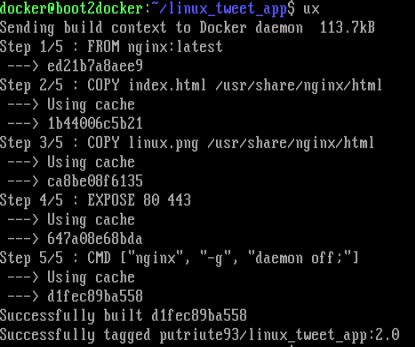 docker@boot2docker:~/linux_tweet_app$ ux
Sending build context to Docker daemon  113.7kB
Step 1/5 : FROM nginx:latest
 ---> ed21b7a8aee9
Step 2/5 : COPY index.html /usr/share/nginx/html
 ---> Using cache
 ---> 1b44006c5b21
Step 3/5 : COPY linux.png /usr/share/nginx/html
 ---> Using cache
 ---> ca8be08f6135
Step 4/5 : EXPOSE 80 443
 ---> Using cache
 ---> 647a08e68bda
Step 5/5 : CMD ["nginx", "-g", "daemon off;"]
 ---> Using cache
 ---> d1fec89ba558
Successfully built d1fec89ba558
Successfully tagged putriute93/linux_tweet_app:2.0